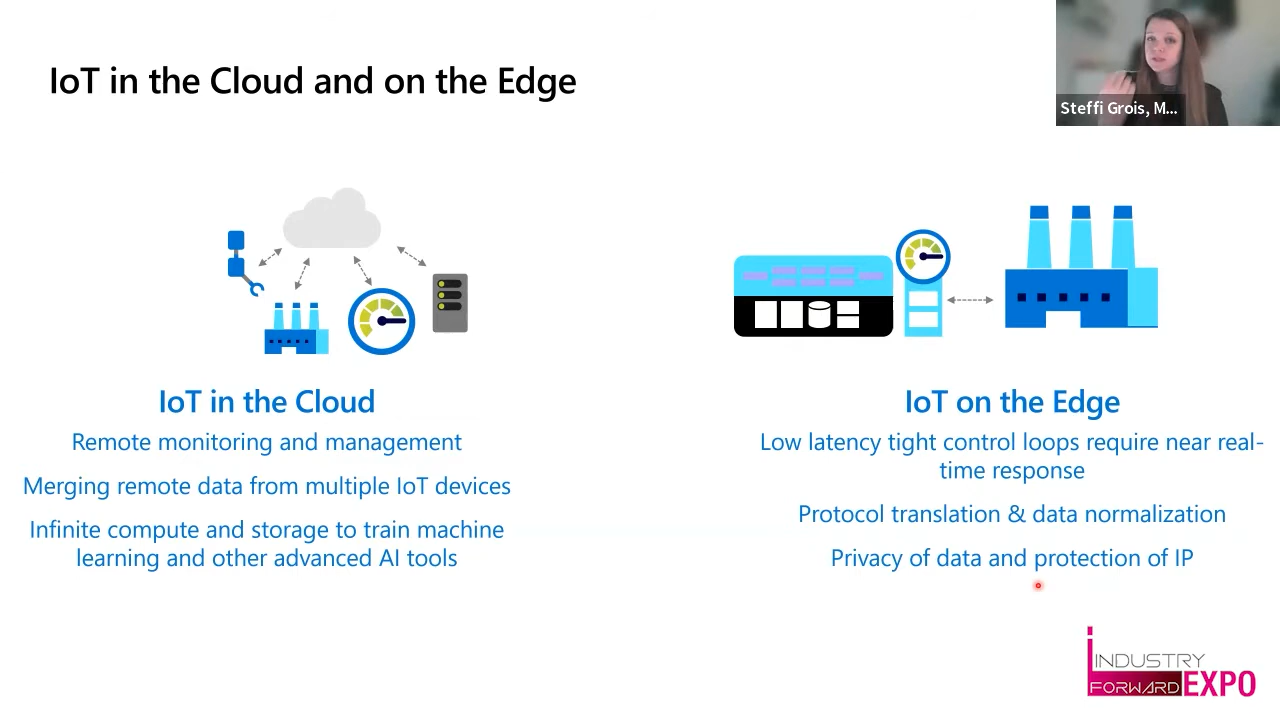 IoT in the Cloud and on the Edge
Steffi Grois, M...
IoT in the Cloud
Remote monitoring and management
Merging remote data from multiple IoT devices
Infinite compute and storage to train machine
learning and other advanced AI tools
IoT on the Edge
Low latency tight control loops require near real-
time response
Protocol translation & data normalization
Privacy of data and protection of IP
INDUSTRY
FORWARD EXPO